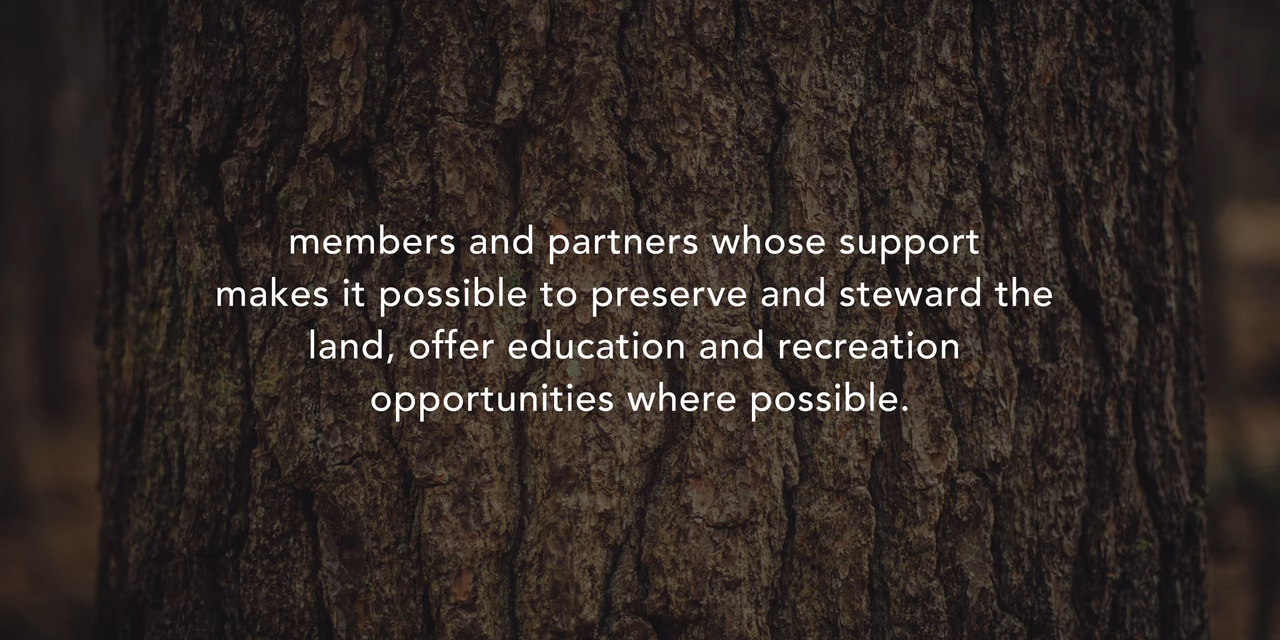 members and partners whose support
makes it possible to preserve and steward the
land, offer education and recreation
opportunities where possible.